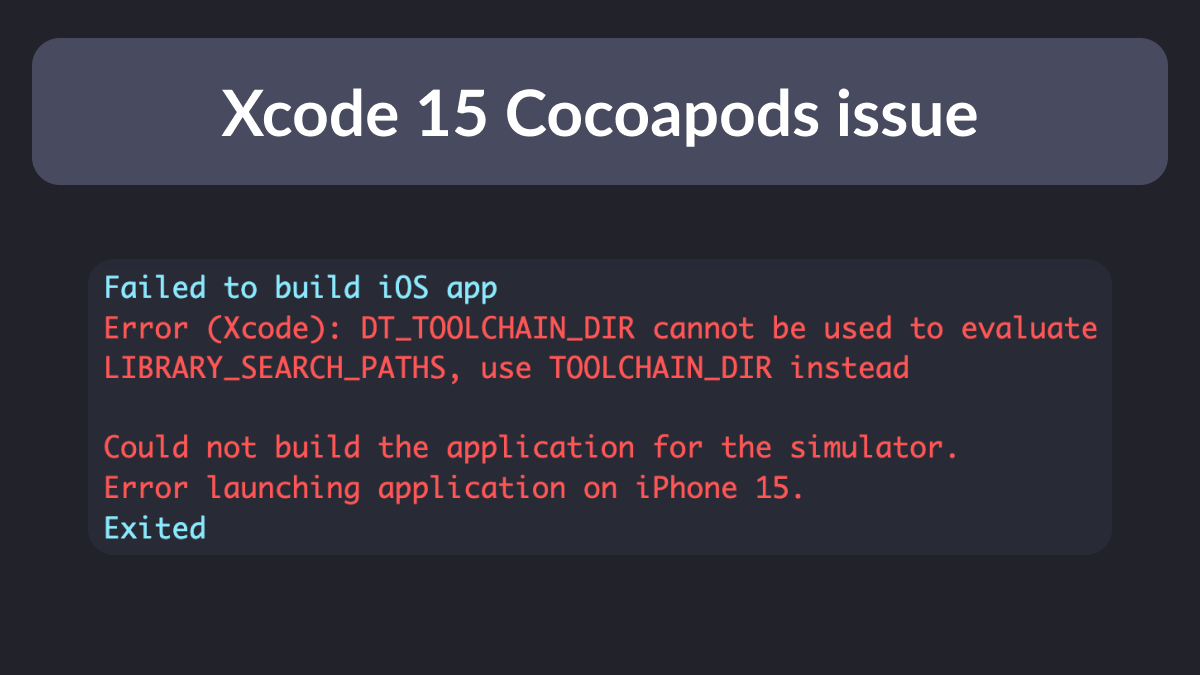 Xcode 15 Cocoapods issue
Failed to build iOS app
Error (Xcode): DT_TOOLCHAIN_DIR cannot be used to evaluate
LIBRARY_SEARCH_PATHS, use TOOLCHAIN_DIR instead
Could not build the application for the simulator.
Error launching application on iPhone 15.
Exited